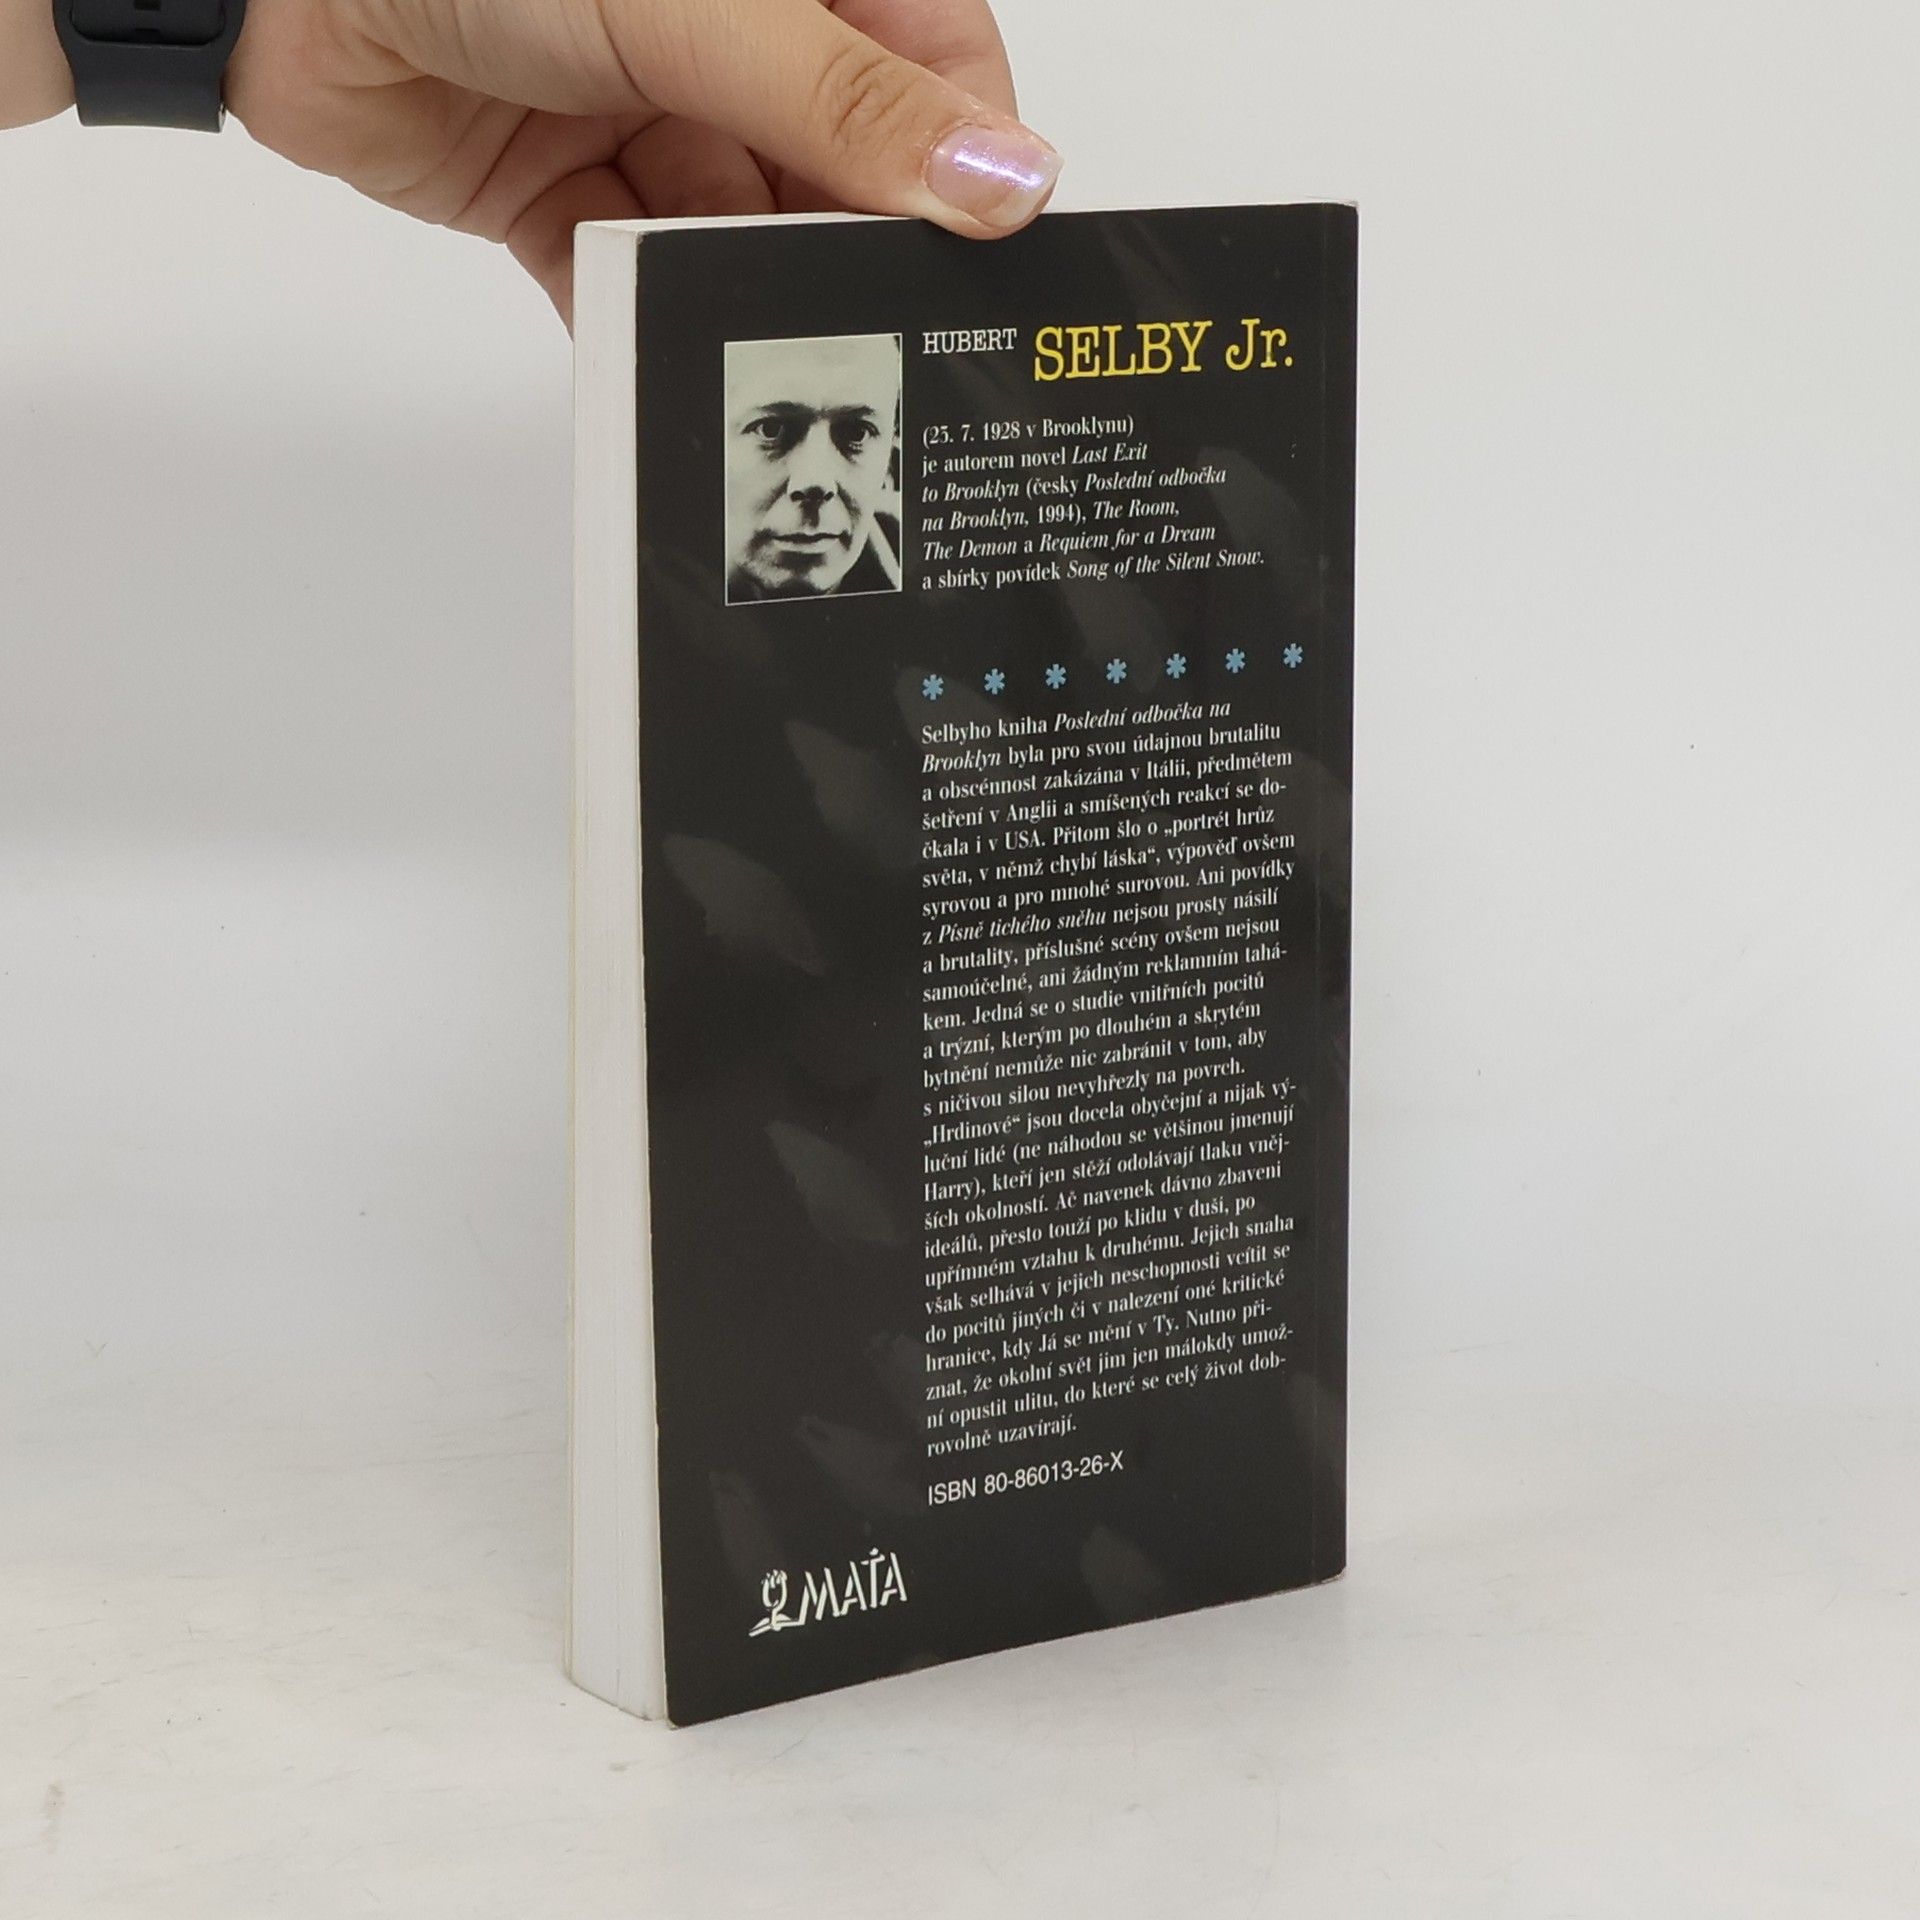 HUBERT SELBY Jr.
(23. 7. 1928 v Brooklynu)
je autorem novel Last Exit
to Brooklyn (česky Poslední odbočka
na Brooklyn, 1994), The Room,
The Demon a Requiem for a Dream
a sbírky povídek Song of the Silent Snow.
* * * * * * *
Selbyho kniha Poslední odbočka na
Brooklyn byla pro svou údajnou brutalitu
a obscénnost zakázána v Itálii, předmětem
šetření v Anglii a smíšených reakcí se do-
čkala i v USA. Přitom šlo o „portrét hrůz
světa, v němž chybí láska“, výpověď ovšem
syrovou a pro mnohé surovou. Ani povídky
z Písně tichého sněhu nejsou prosty násilí
a brutality, příslušné scény ovšem nejsou
samoúčelné, ani žádným reklamním tahá-
kem. Jedná se o studie vnitřních pocitů
a trýzní, kterým po dlouhém a skrytém
bytnění nemůže nic zabránit v tom, aby
s ničivou silou nevyhřezly na povrch.
„Hrdinové“ jsou docela obyčejní a nijak vý-
luční lidé (ne náhodou se většinou jmenují
Harry), kteří jen stěží odolávají tlaku vněj-
ších okolností. Ač navenek dávno zbaveni
ideálů, přesto touží po klidu v duši, po
upřímném vztahu k druhému. Jejich snaha
však selhává v jejich neschopnosti vcítit se
do pocitů jiných či v nalezení oné kritické
hranice, kdy Já se mění v Ty. Nutno při-
znat, že okolní svět jim jen málokdy umož-
ní opustit ulitu, do které se celý život dob-
rovolně uzavírají.
ISBN 80-86013-26-X
MAŤA